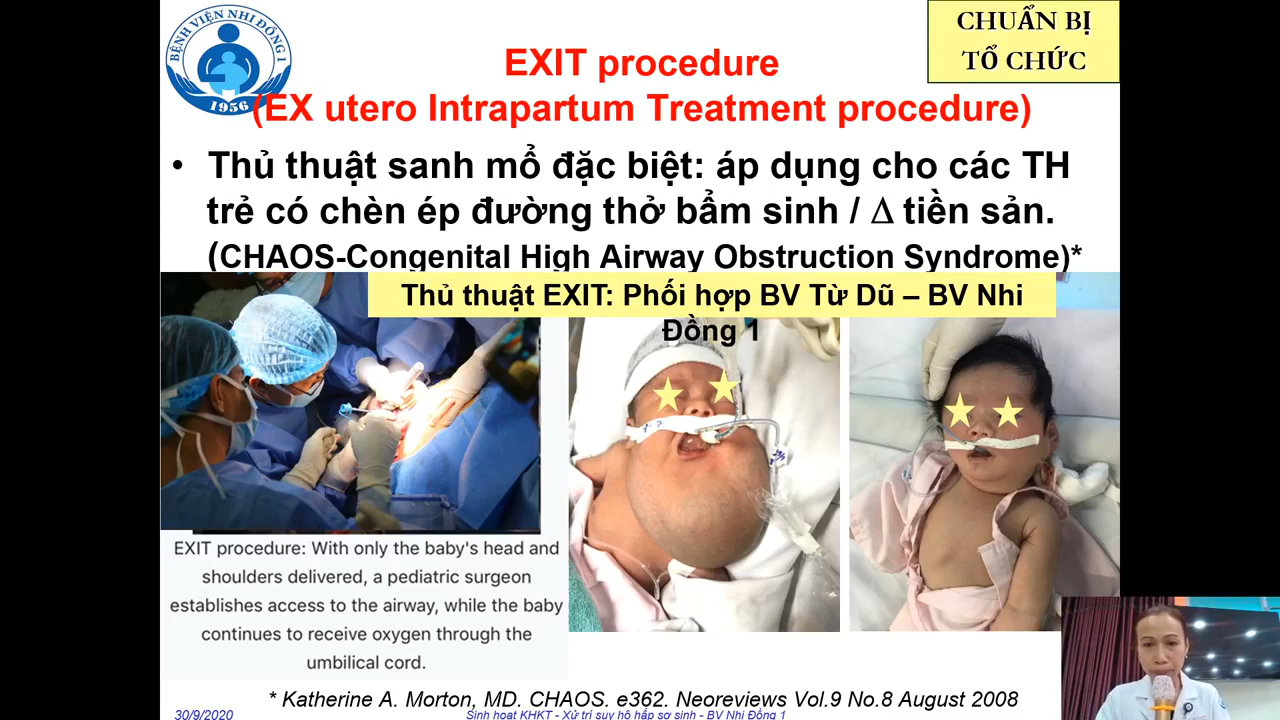 BỆNH VIỆN NHI ĐỒNG 1
1956
CHUẨN BỊ
TỔ CHỨC
EXIT procedure
(EX utero Intrapartum Treatment procedure)
• Thủ thuật sanh mổ đặc biệt: áp dụng cho các TH
trẻ có chèn ép đường thở bẩm sinh / Δ tiền sản.
(CHAOS-Congenital High Airway Obstruction Syndrome)*
Thủ thuật EXIT: Phối hợp BV Từ Dũ – BV Nhi
Đồng 1
EXIT procedure: With only the baby's head and
shoulders delivered, a pediatric surgeon
establishes access to the airway, while the baby
continues to receive oxygen through the
umbilical cord.
* Katherine A. Morton, MD. CHAOS. e362. Neoreviews Vol.9 No.8 August 2008
30/9/2020
Sinh hoạt KHKT - Xử trí suy hô hấp sơ sinh - BV Nhi Đồng 1